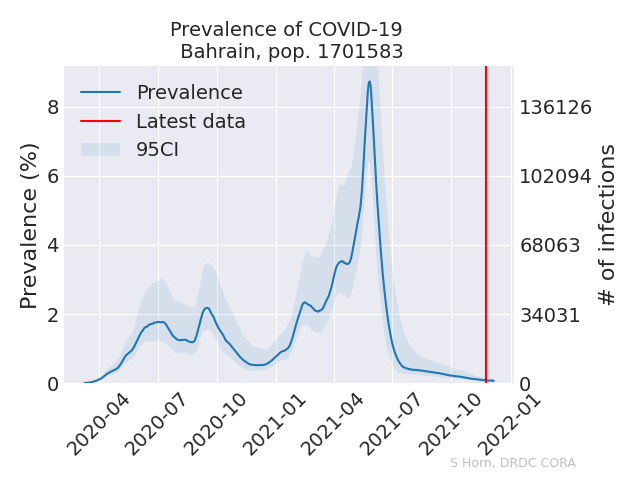 Prevalence of COVID-19
Bahrain, pop. 1701583
Prevalence
Latest data
95CI
Prevalence (%)
8
6
4
2
0
136126
102094
68063
34031
0
# of infections
2020-04
2020-07
2020-10
2021-01
2021-04
2021-07
2021-10
2022-01
S Horn, DRDC CORA